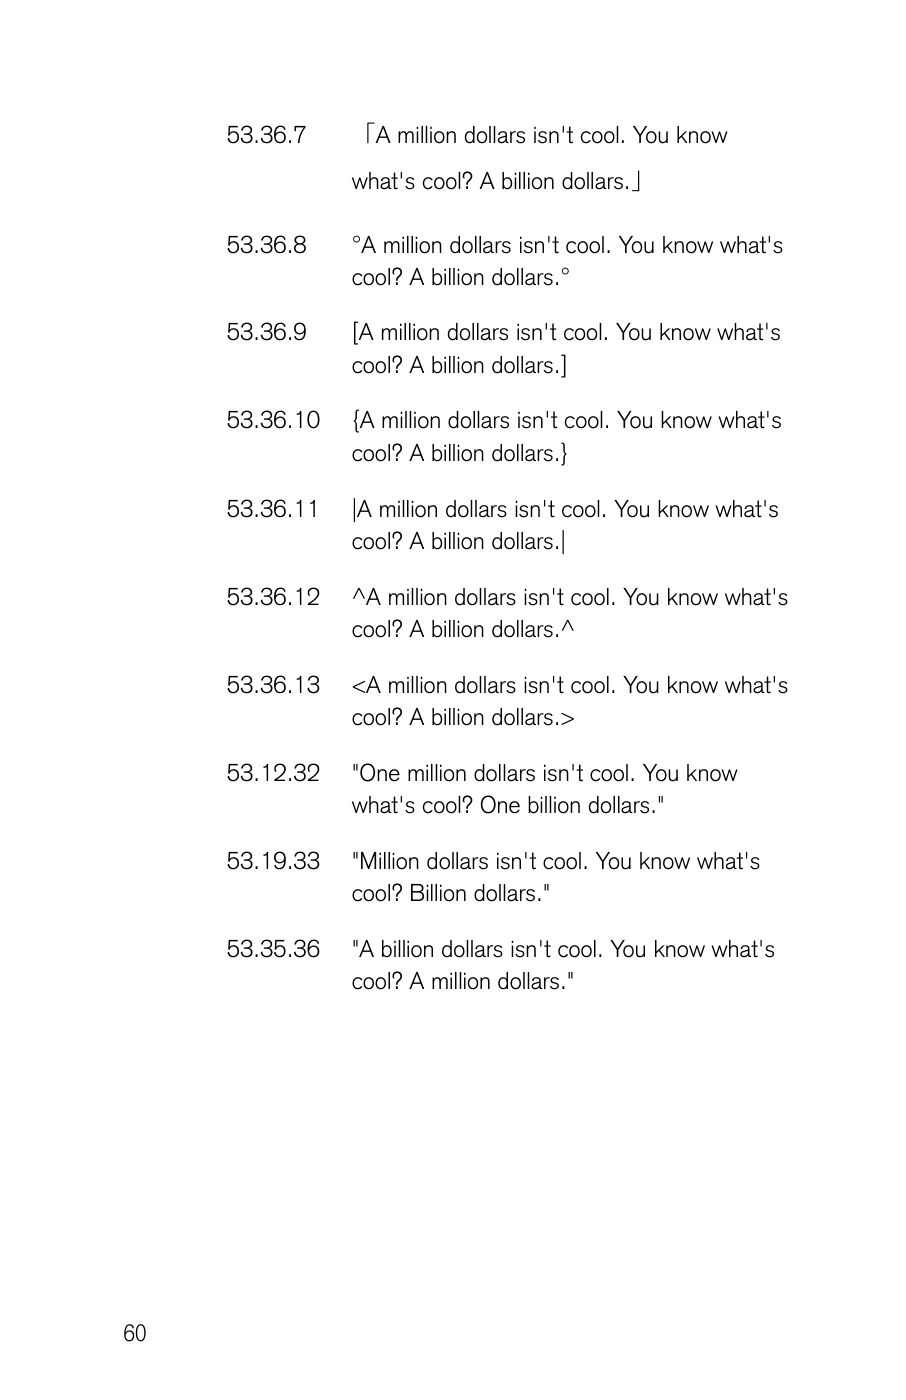 53.36.7 「A million dollars isn't cool. You know
what's cool? A billion dollars.」
53.36.8 °A million dollars isn't cool. You know what's
cool? A billion dollars.°
53.36.9 [A million dollars isn't cool. You know what's
cool? A billion dollars.]
53.36.10 {A million dollars isn't cool. You know what's
cool? A billion dollars.}
53.36.11 |A million dollars isn't cool. You know what's
cool? A billion dollars.|
53.36.12 ^A million dollars isn't cool. You know what's
cool? A billion dollars.^
53.36.13 <A million dollars isn't cool. You know what's
cool? A billion dollars.>
53.12.32 "One million dollars isn't cool. You know
what's cool? One billion dollars."
53.19.33 "Million dollars isn't cool. You know what's
cool? Billion dollars."
53.35.36 "A billion dollars isn't cool. You know what's
cool? A million dollars."
60